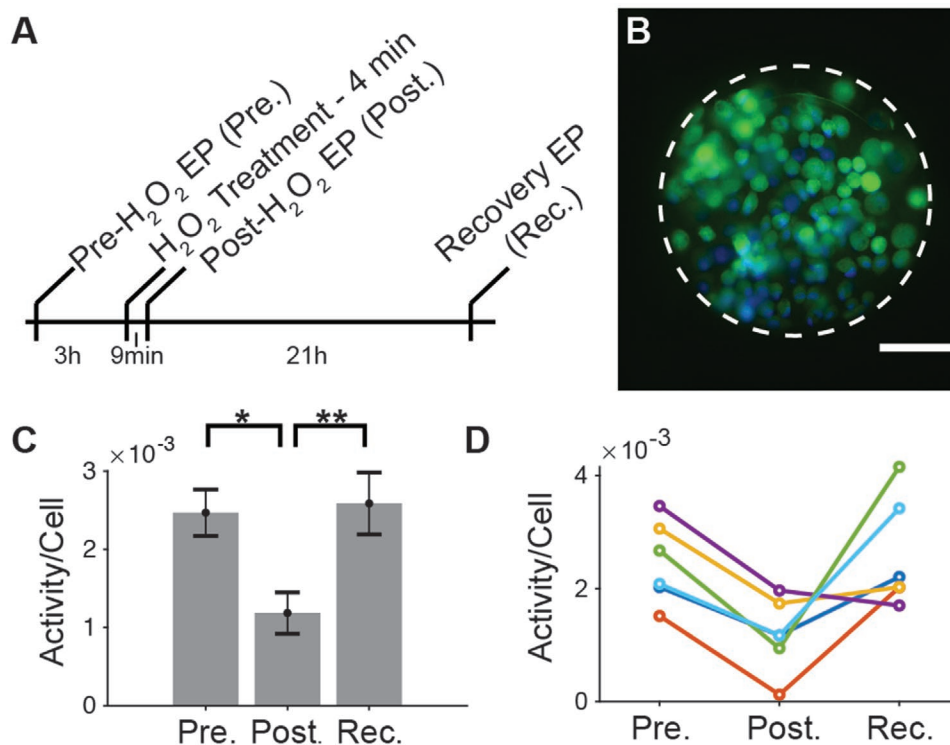 A
Pre-H₂O₂ EP (Pre.)
H₂O₂ Treatment - 4 min
Post-H₂O₂ EP (Post.)
Recovery EP
(Rec.)
3h
9min
21h
B
C
×10⁻³
3
2
1
0
Activity/Cell
* **
Pre. Post. Rec.
D
×10⁻³
4
2
0
Activity/Cell
Pre. Post. Rec.